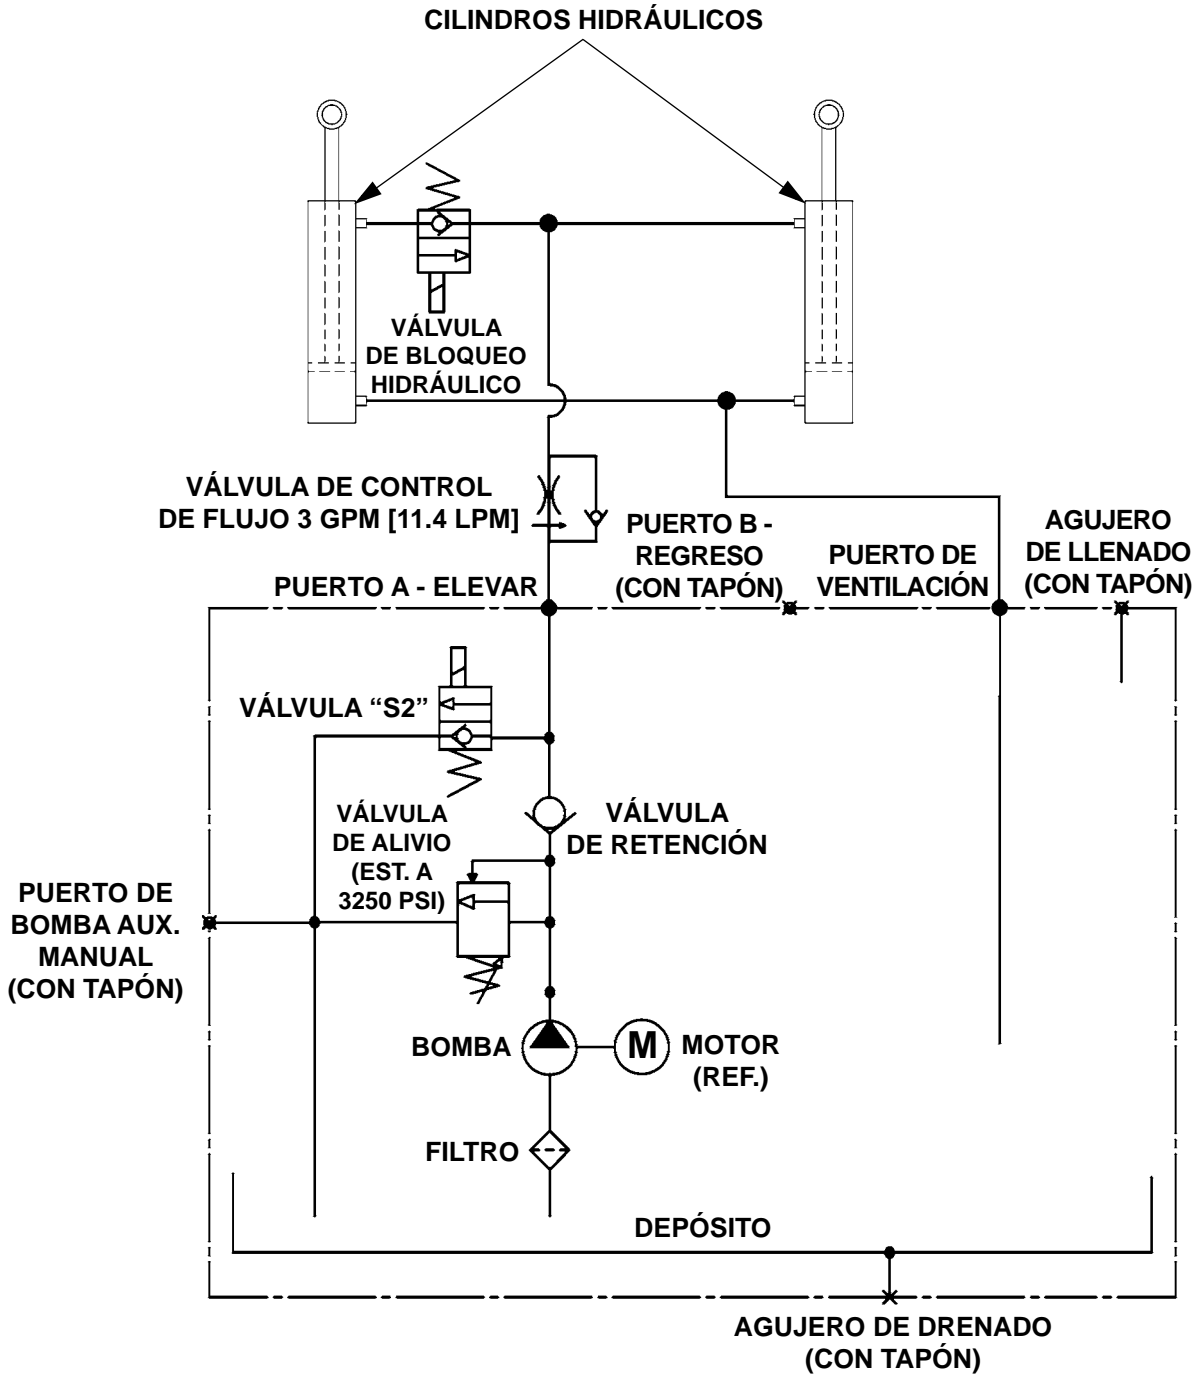 CILINDROS HIDRÁULICOS
VÁLVULA
DE BLOQUEO
HIDRÁULICO
VÁLVULA DE CONTROL
DE FLUJO 3 GPM [11.4 LPM]
PUERTO B -
REGRESO
(CON TAPÓN)
PUERTO DE
VENTILACIÓN
AGUJERO
DE LLENADO
(CON TAPÓN)
PUERTO A - ELEVAR
VÁLVULA “S2”
VÁLVULA
DE ALIVIO
(EST. A
3250 PSI)
VÁLVULA
DE RETENCIÓN
PUERTO DE
BOMBA AUX.
MANUAL
(CON TAPÓN)
BOMBA
M
MOTOR
(REF.)
FILTRO
DEPÓSITO
AGUJERO DE DRENADO
(CON TAPÓN)